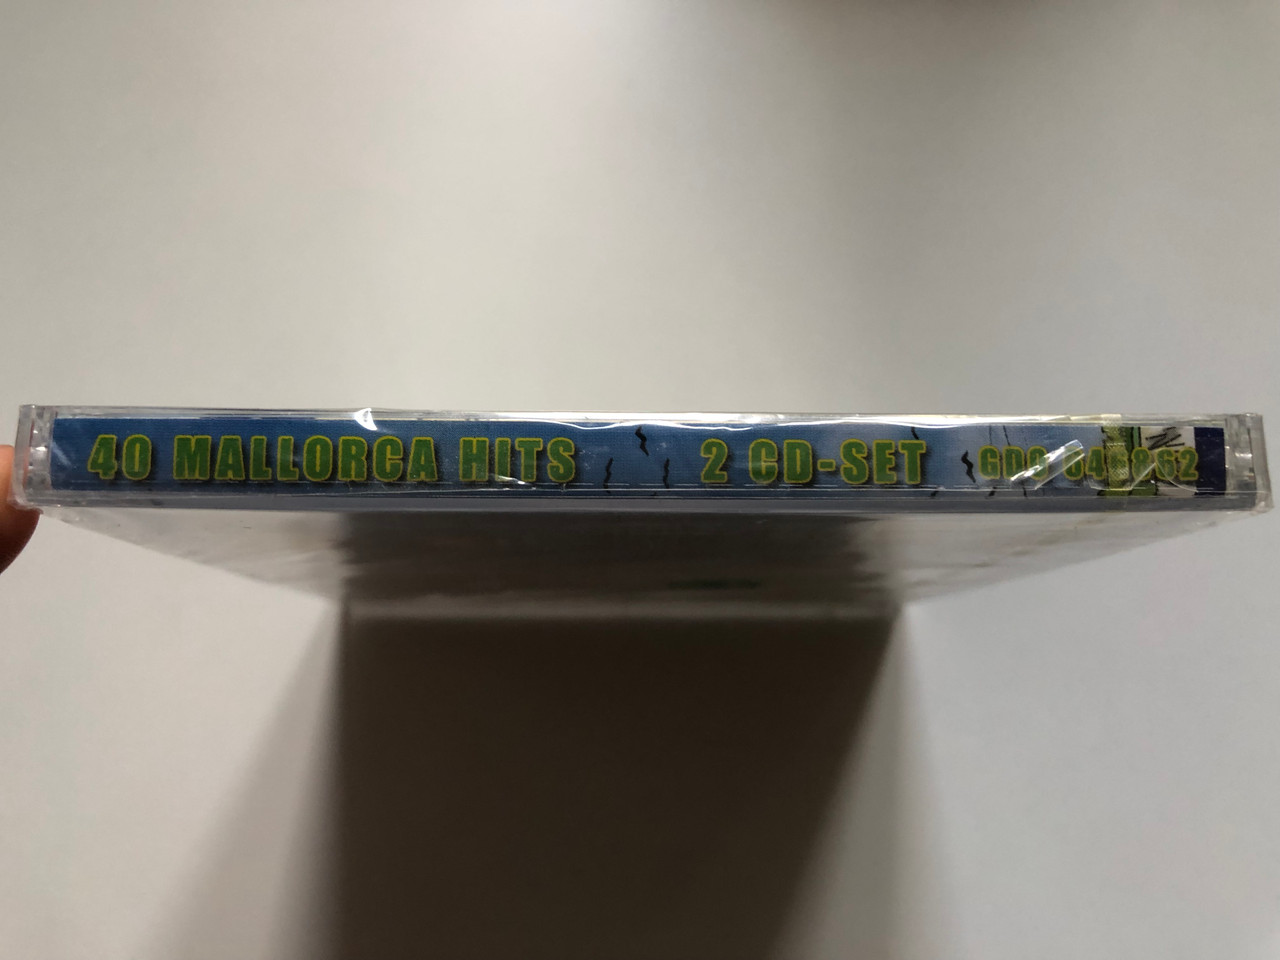 40 MALLORCA HITS 2 CD-SET